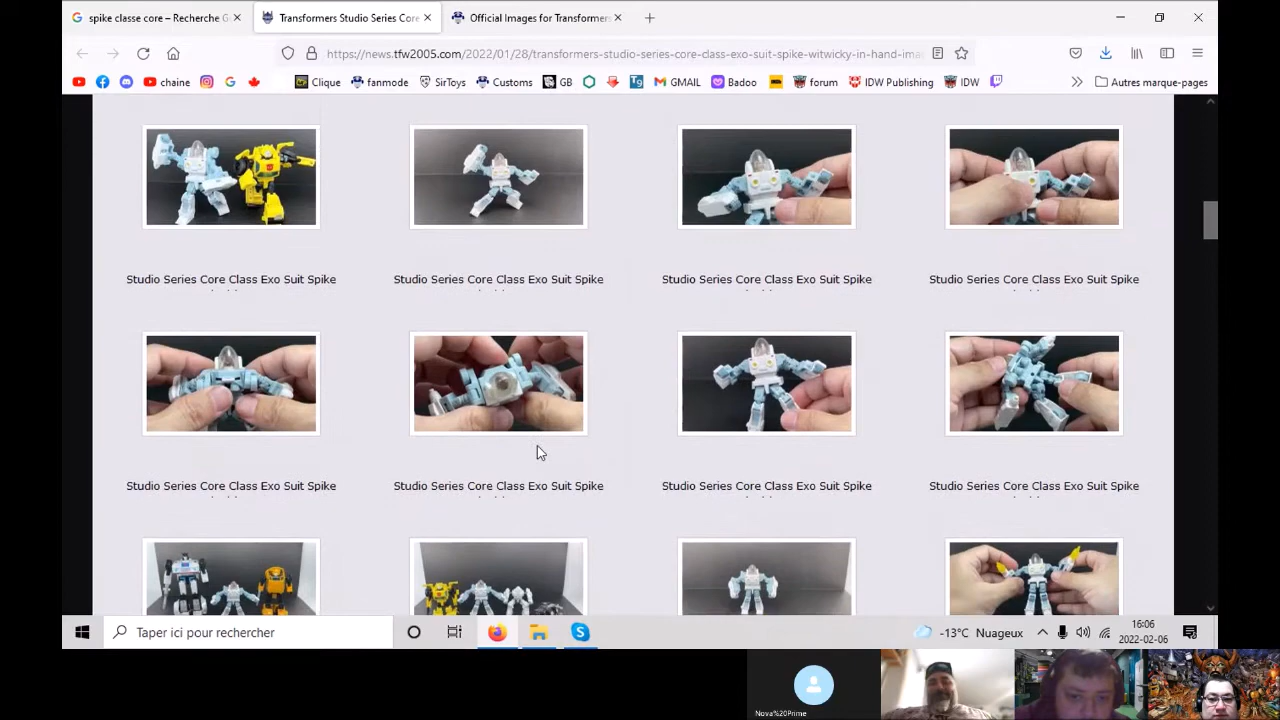 spike classe core – Recherche G
Transformers Studio Series Core
Official Images for Transformers
https://news.tfw2005.com/2022/01/28/transformers-studio-series-core-class-exo-suit-spike-witwicky-in-hand-ima
chaine
Clique
fanmode
SirToys
Customs
GB
GMAIL
Badoo
forum
IDW Publishing
IDW
Autres marque-pages
Studio Series Core Class Exo Suit Spike
Studio Series Core Class Exo Suit Spike
Studio Series Core Class Exo Suit Spike
Studio Series Core Class Exo Suit Spike
Studio Series Core Class Exo Suit Spike
Studio Series Core Class Exo Suit Spike
Studio Series Core Class Exo Suit Spike
Studio Series Core Class Exo Suit Spike
Taper ici pour rechercher
-13°C Nuageux
16:06
2022-02-06
Nova%20Prime